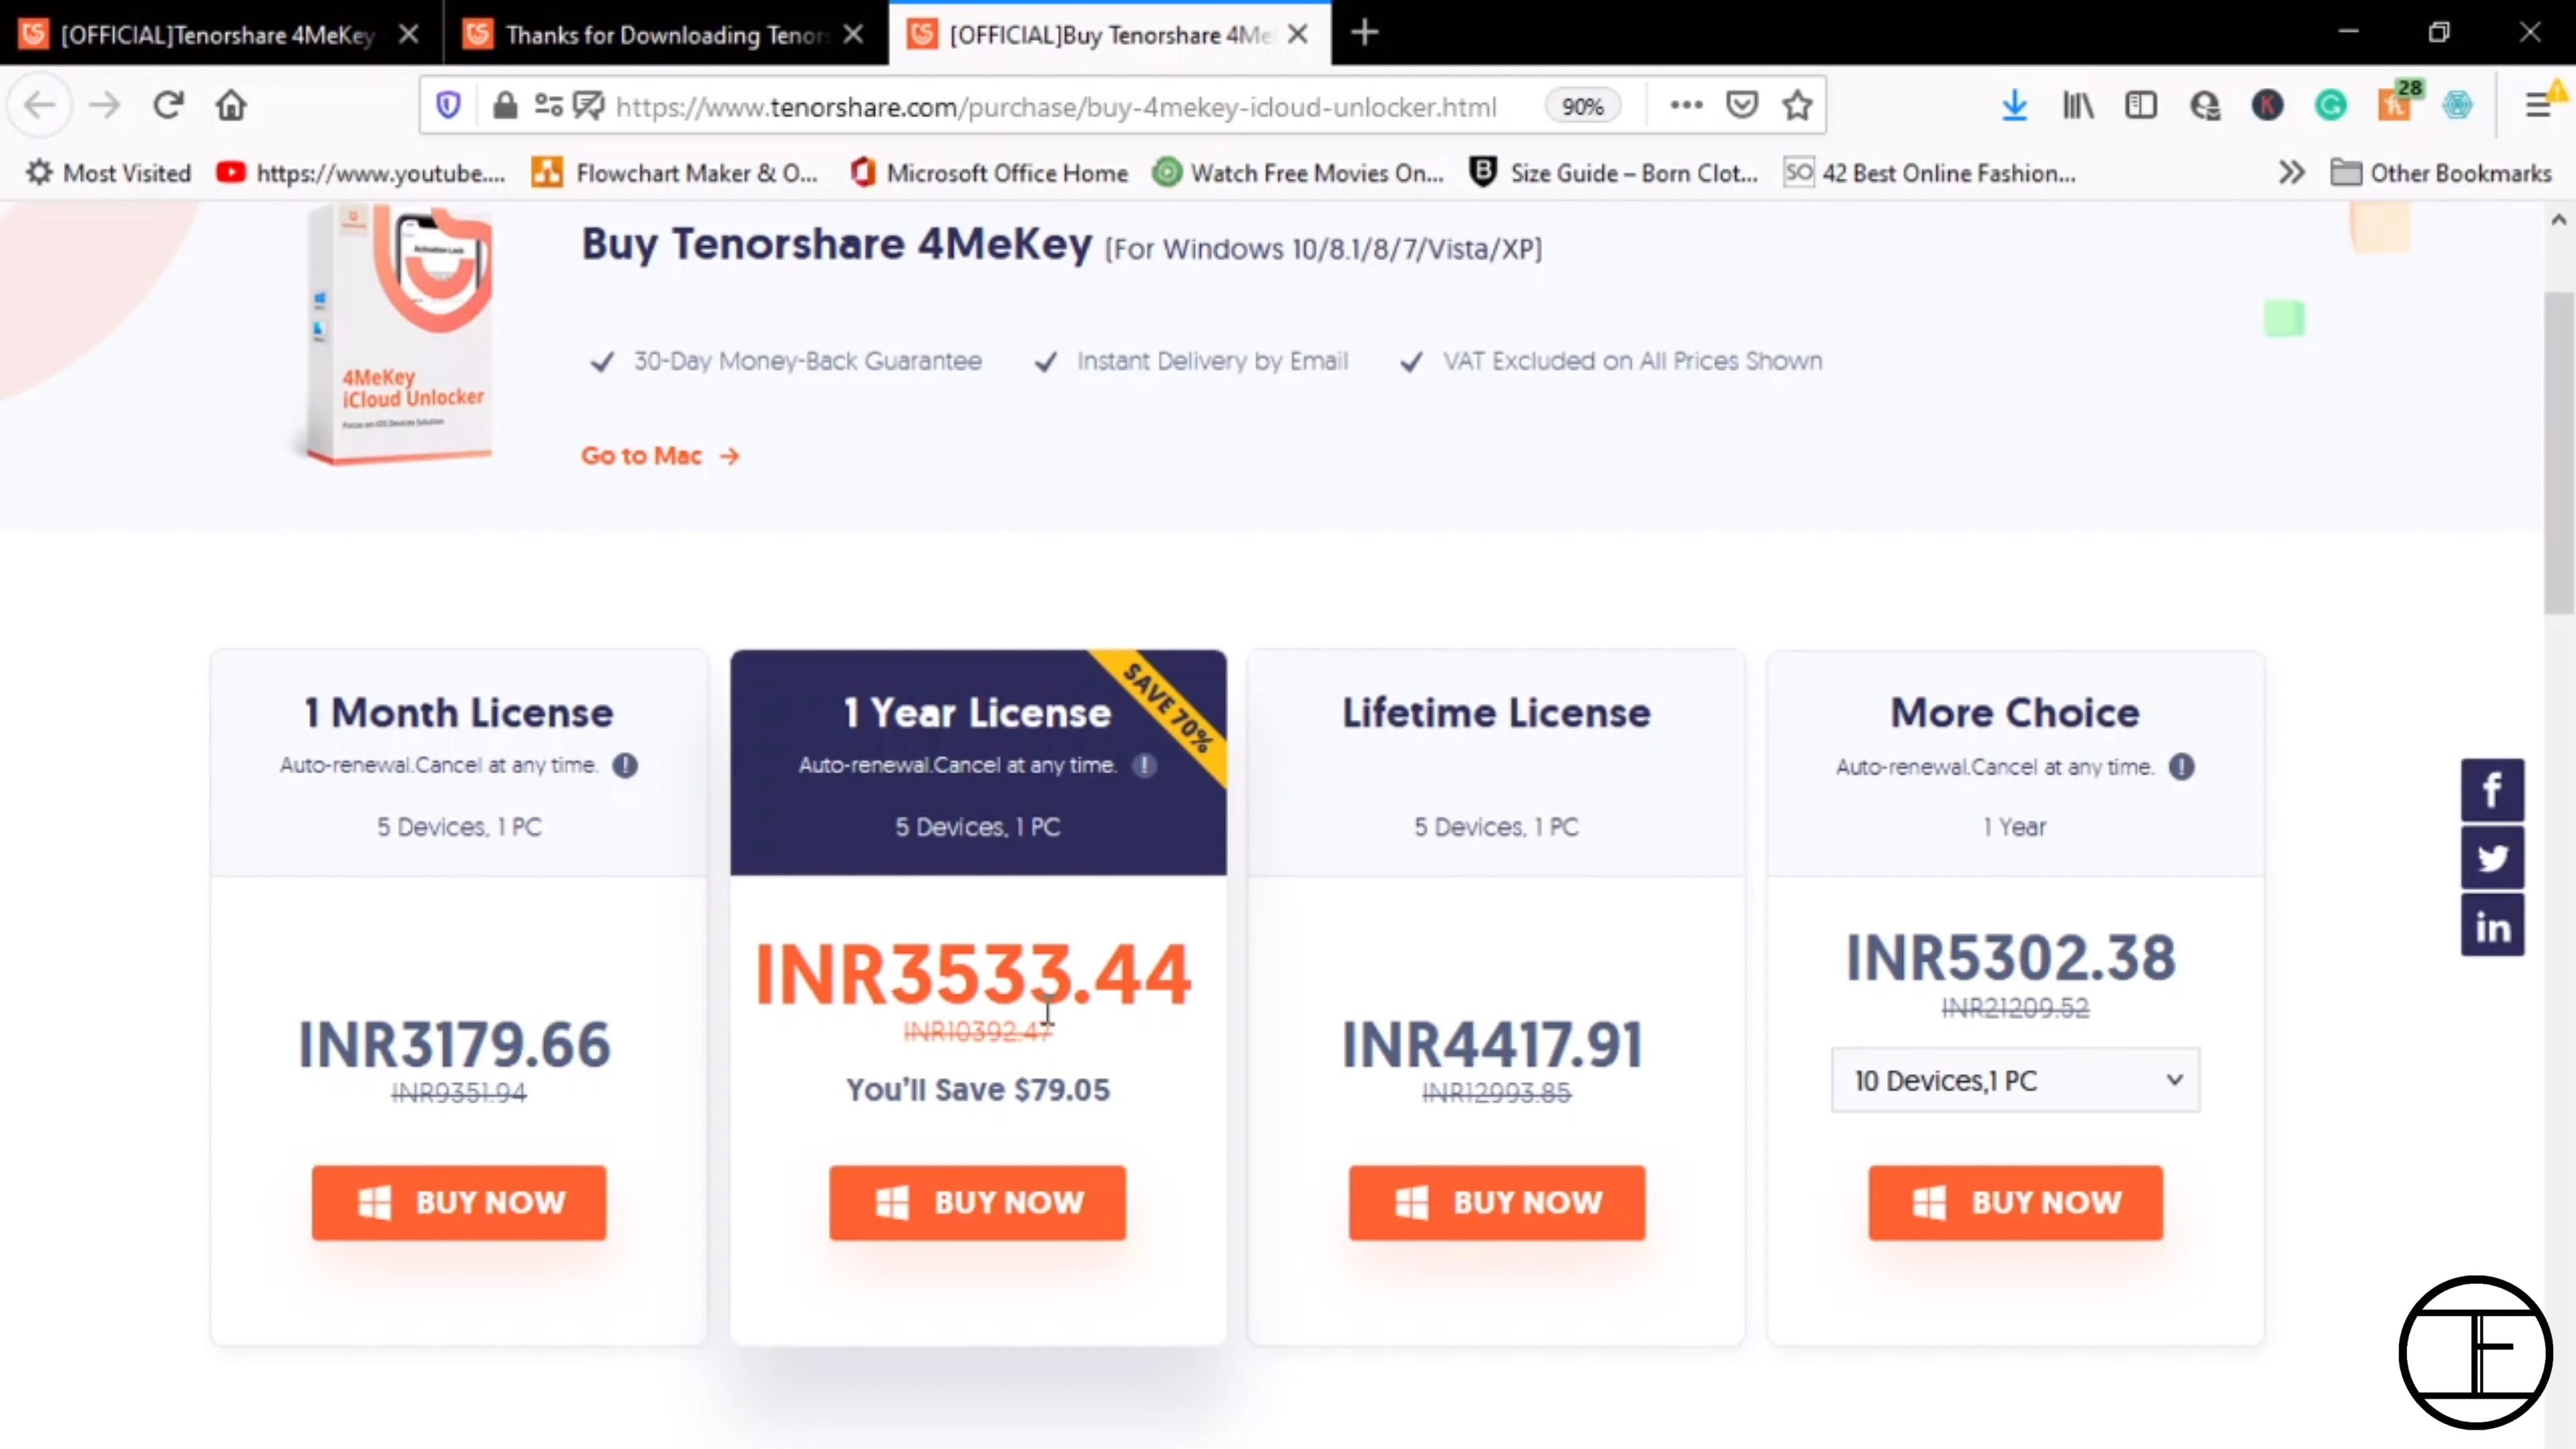 [OFFICIAL]Tenorshare 4MeKey
Thanks for Downloading Tenor
[OFFICIAL]Buy Tenorshare 4Me
https://www.tenorshare.com/purchase/buy-4mekey-icloud-unlocker.html
90%
28
Most Visited
https://www.youtube....
Flowchart Maker & O...
Microsoft Office Home
Watch Free Movies On...
Size Guide – Born Clot...
SO
42 Best Online Fashion...
Other Bookmarks
Activation Lock
4MeKey
iCloud Unlocker
Focus on iOS Devices Solution
Buy Tenorshare 4MeKey [For Windows 10/8.1/8/7/Vista/XP]
30-Day Money-Back Guarantee
Instant Delivery by Email
VAT Excluded on All Prices Shown
Go to Mac →
1 Month License
Auto-renewal.Cancel at any time.
5 Devices, 1 PC
INR3179.66
INR9351.94
BUY NOW
SAVE 70%
1 Year License
Auto-renewal.Cancel at any time.
5 Devices, 1 PC
INR3533.44
INR10392.47
You'll Save $79.05
BUY NOW
Lifetime License
5 Devices, 1 PC
INR4417.91
INR12993.85
BUY NOW
More Choice
Auto-renewal.Cancel at any time.
1 Year
INR5302.38
INR21209.52
10 Devices,1 PC
BUY NOW